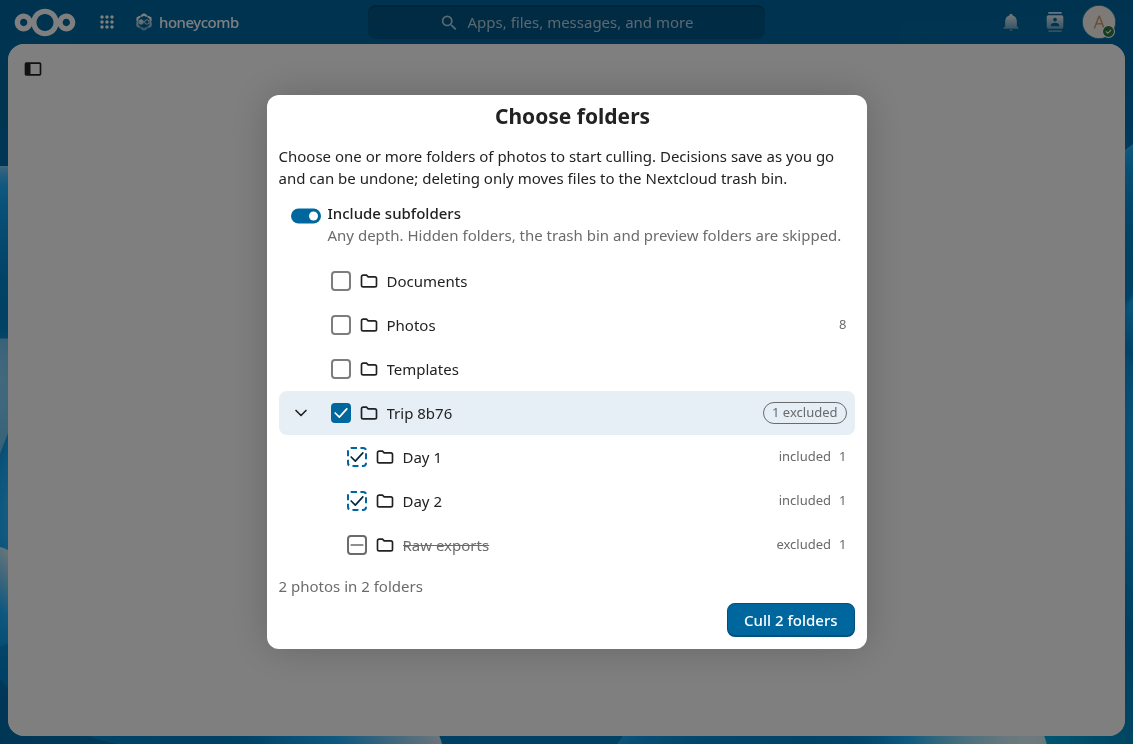 honeycomb
Apps, files, messages, and more
A
Choose folders
Choose one or more folders of photos to start culling. Decisions save as you go
and can be undone; deleting only moves files to the Nextcloud trash bin.
Include subfolders
Any depth. Hidden folders, the trash bin and preview folders are skipped.
Documents
Photos 8
Templates
Trip 8b76 1 excluded
Day 1 included 1
Day 2 included 1
Raw exports excluded 1
2 photos in 2 folders
Cull 2 folders